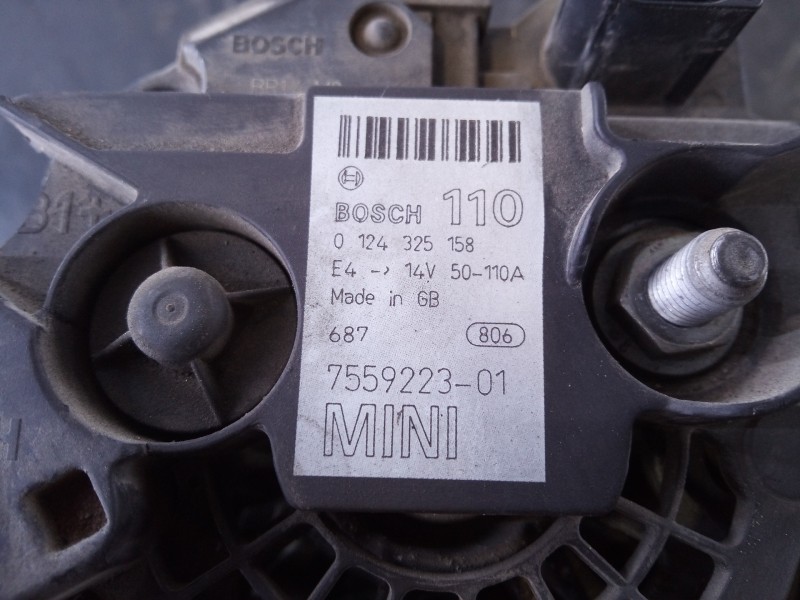 BOSCH
BOSCH 110
0 124 325 158
E4 -> 14V 50-110A
Made in GB
687 806
7559223-01
MINI
B1+